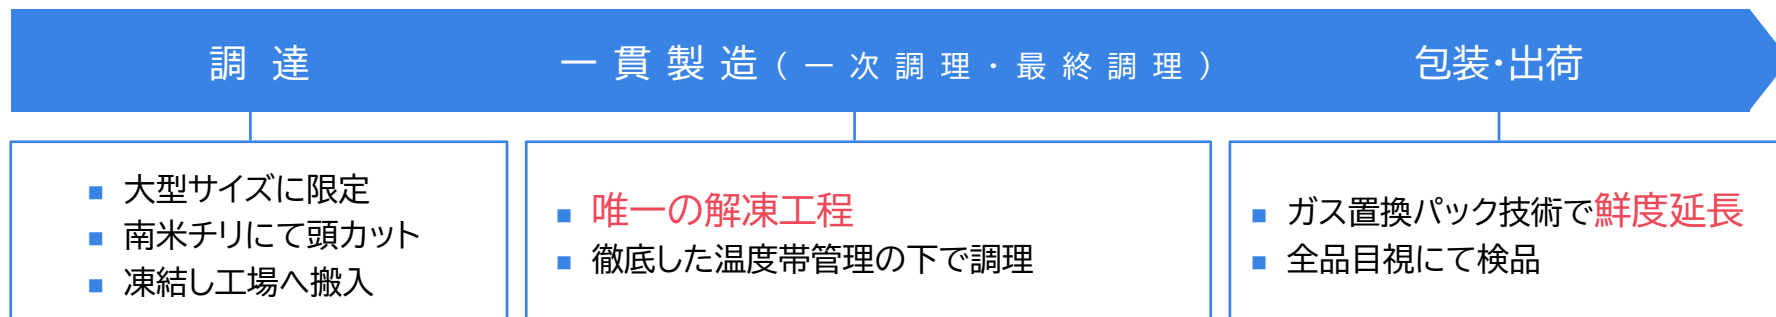 調達
一貫製造(一次調理・最終調理)
包装・出荷
■ 大型サイズに限定
■ 南米チリにて頭カット
■ 凍結し工場へ搬入
■ 唯一の解凍工程
■ 徹底した温度帯管理の下で調理
■ ガス置換パック技術で鮮度延長
■ 全品目視にて検品